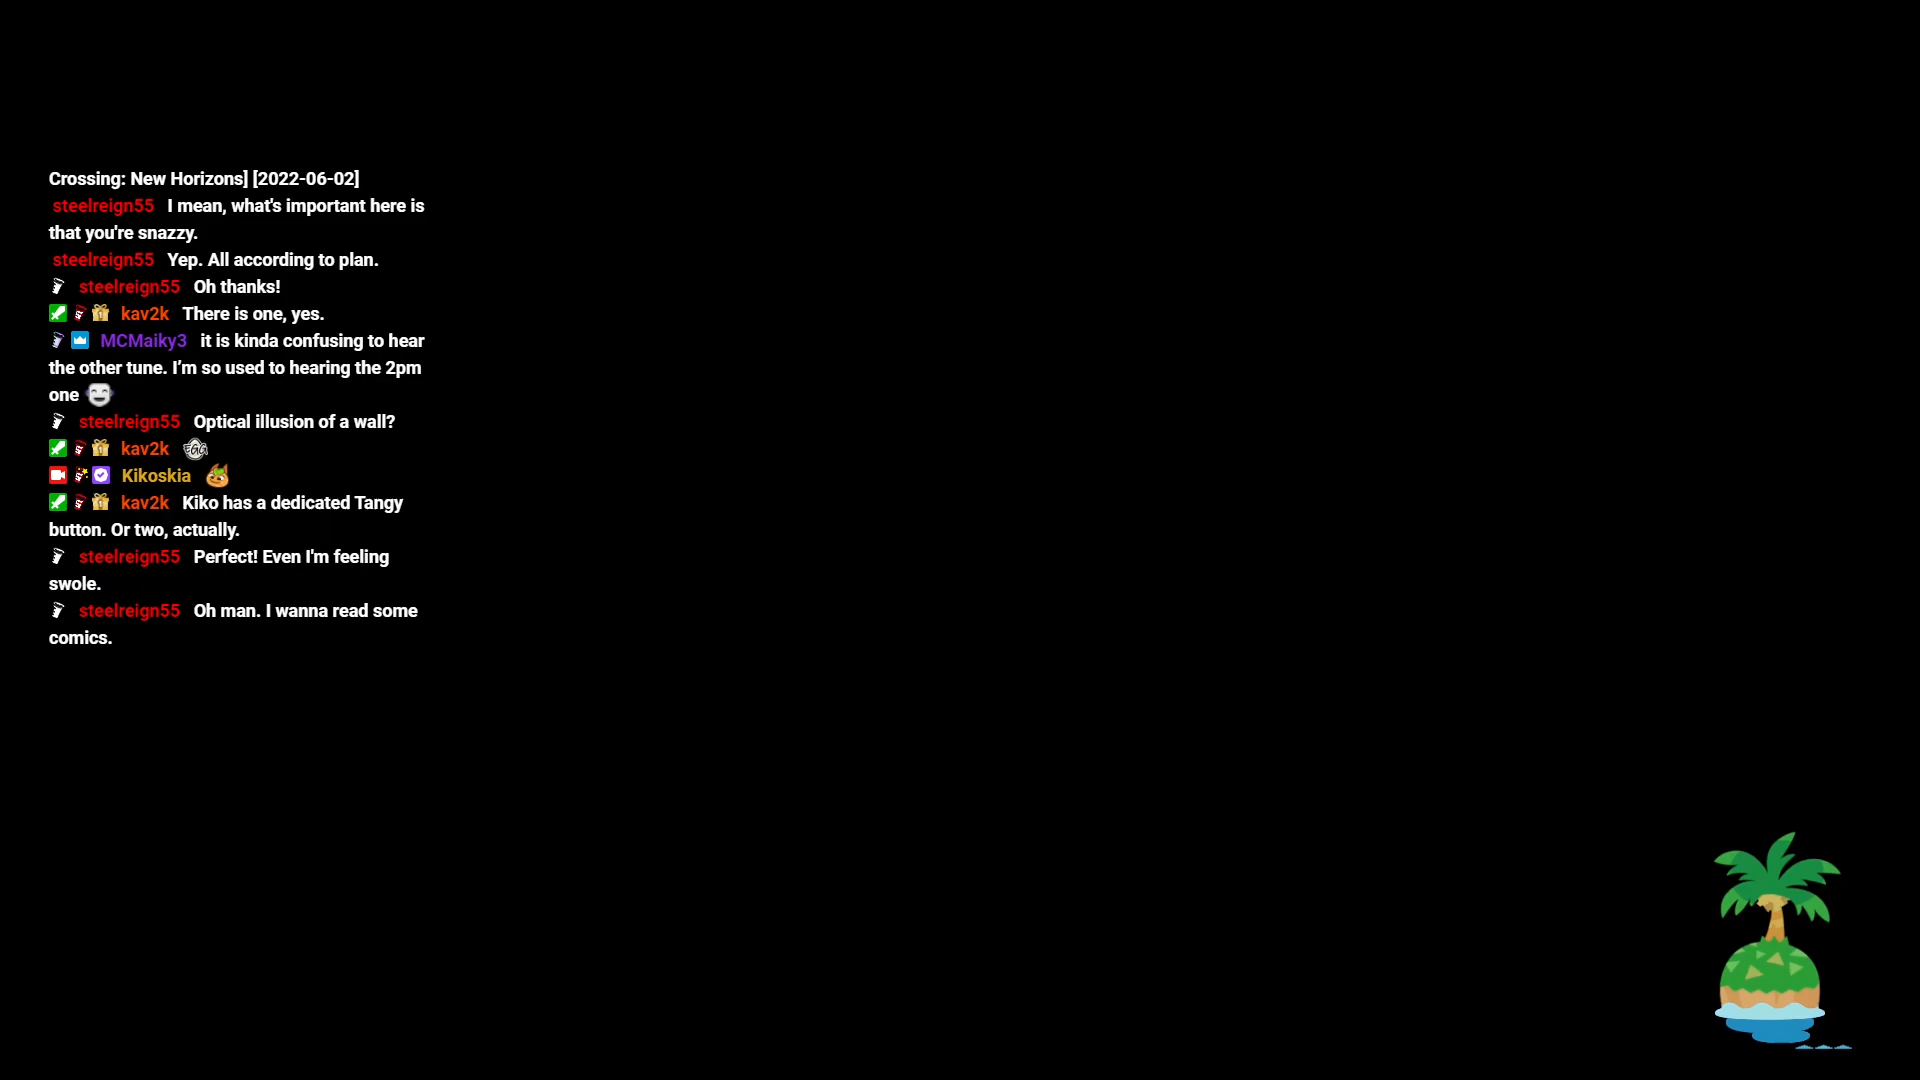 Crossing: New Horizons] [2022-06-02]
steelreign55 I mean, what's important here is
that you're snazzy.
steelreign55 Yep. All according to plan.
steelreign55 Oh thanks!
kav2k There is one, yes.
MCMaiky3 it is kinda confusing to hear
the other tune. I’m so used to hearing the 2pm
one
steelreign55 Optical illusion of a wall?
kav2k EGG
Kikoskia
kav2k Kiko has a dedicated Tangy
button. Or two, actually.
steelreign55 Perfect! Even I'm feeling
swole.
steelreign55 Oh man. I wanna read some
comics.